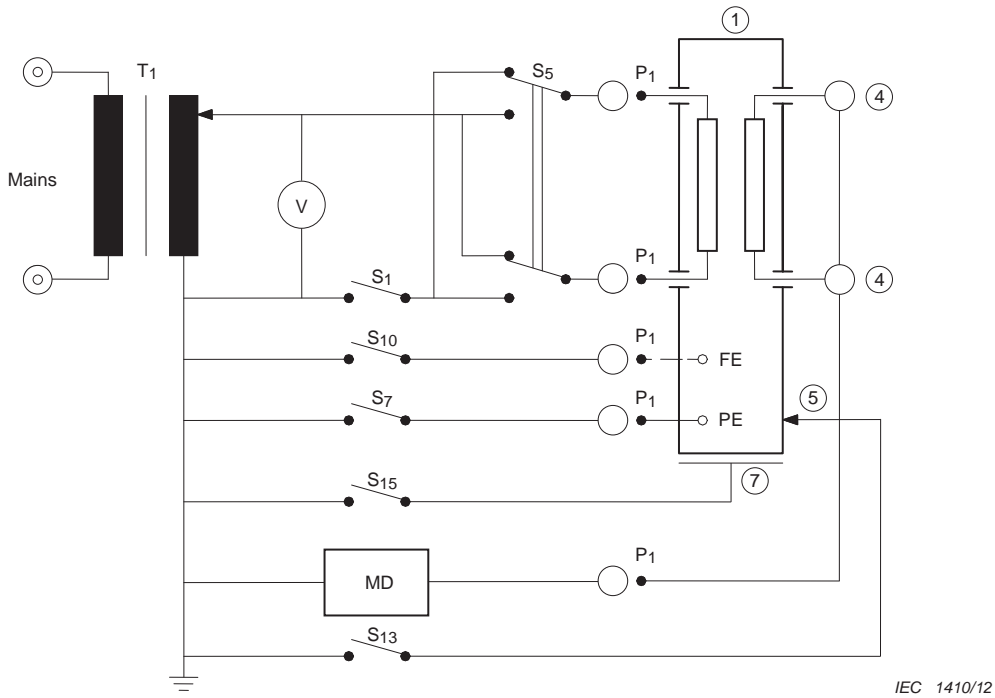 1
T1
S5
P1
4
Mains
V
P1
4
S1
S10
P1
FE
S7
P1
5
PE
S15
7
MD
P1
S13
IEC 1410/12